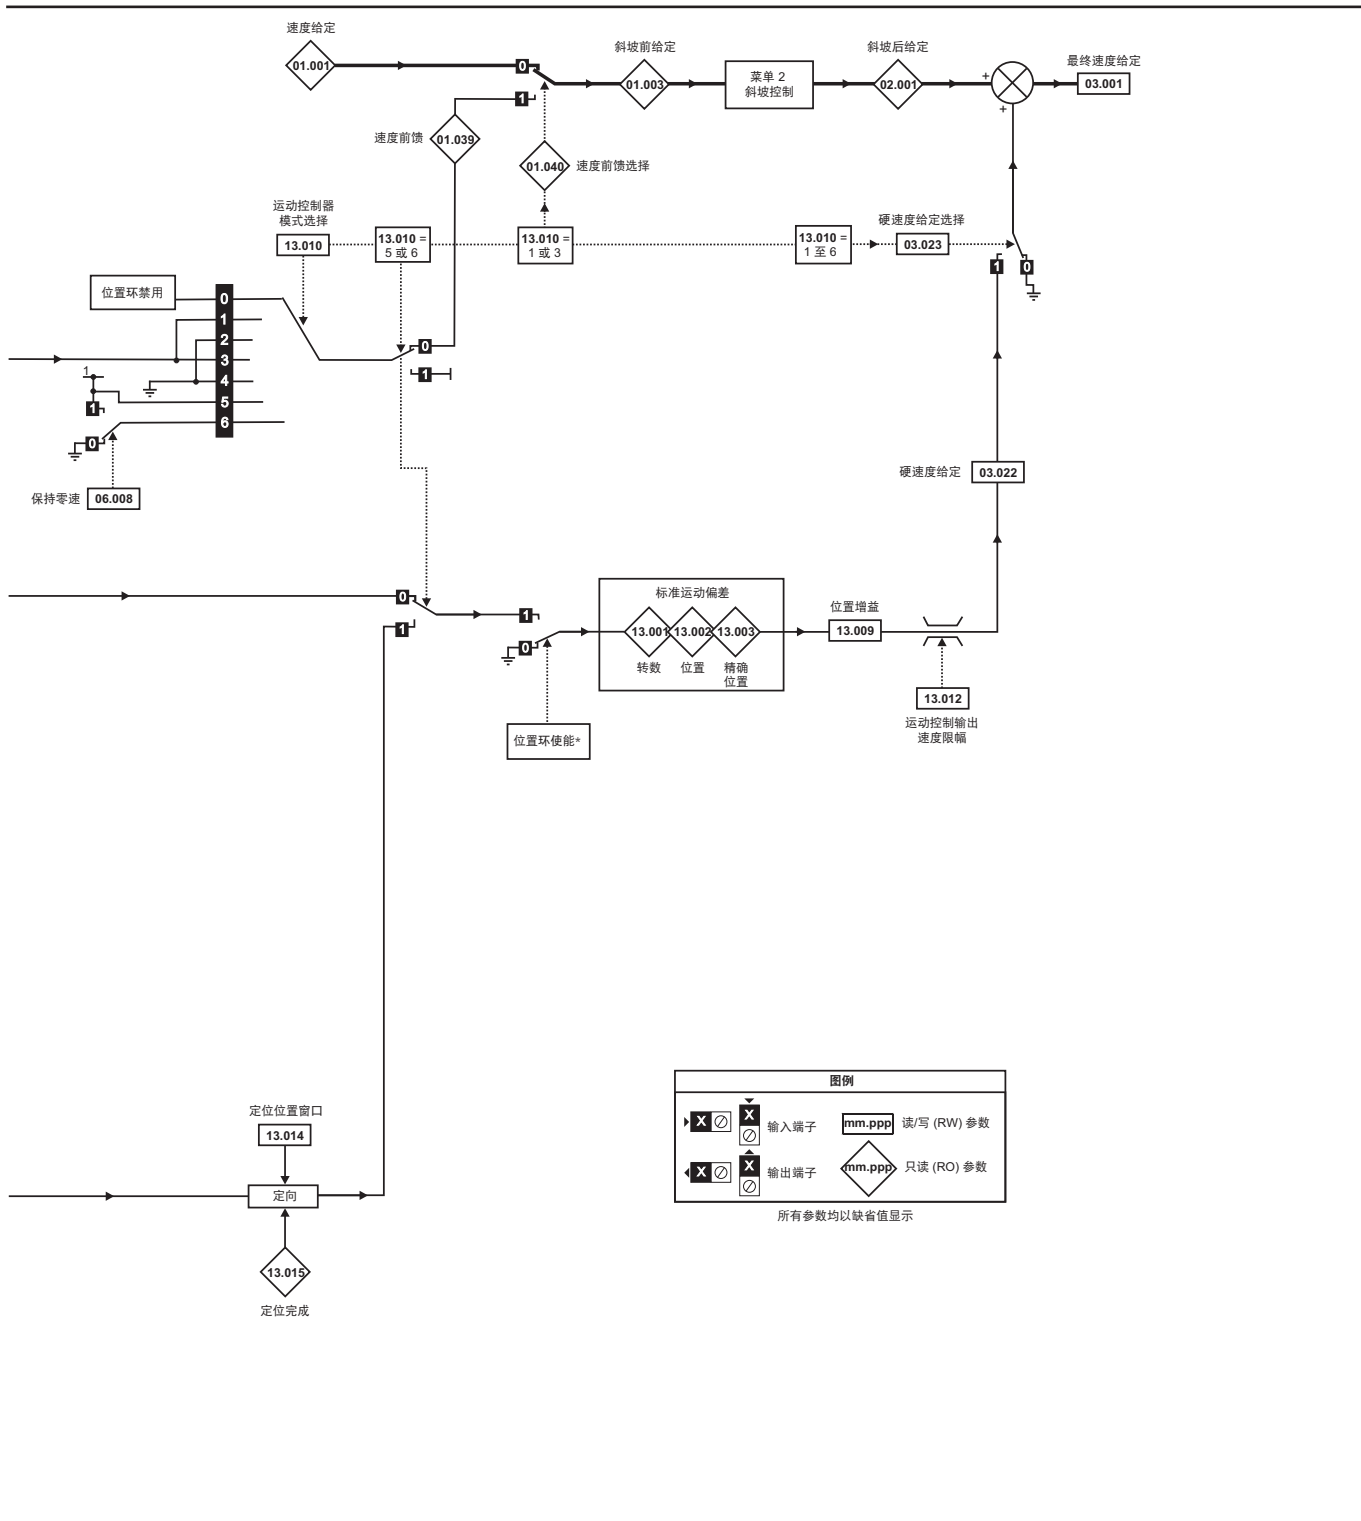 速度给定
01.001
0
斜坡前给定
01.003
菜单 2
斜坡控制
斜坡后给定
02.001
+
+
最终速度给定
03.001
1
速度前馈
01.039
01.040
速度前馈选择
运动控制器
模式选择
13.010
13.010 =
5 或 6
13.010 =
1 或 3
13.010 =
1 至 6
硬速度给定选择
03.023
1
0
位置环禁用
0
1
2
3
4
5
6
0
1
1
1
0
保持零速
06.008
硬速度给定
03.022
0
1
1
0
标准运动偏差
13.001
13.002
13.003
转数
位置
精确
位置
位置增益
13.009
13.012
运动控制输出
速度限幅
位置环使能*
定位位置窗口
13.014
定向
13.015
定位完成
图例
X
X
输入端子
mm.ppp
读/写 (RW) 参数
X
X
输出端子
mm.ppp
只读 (RO) 参数
所有参数均以缺省值显示